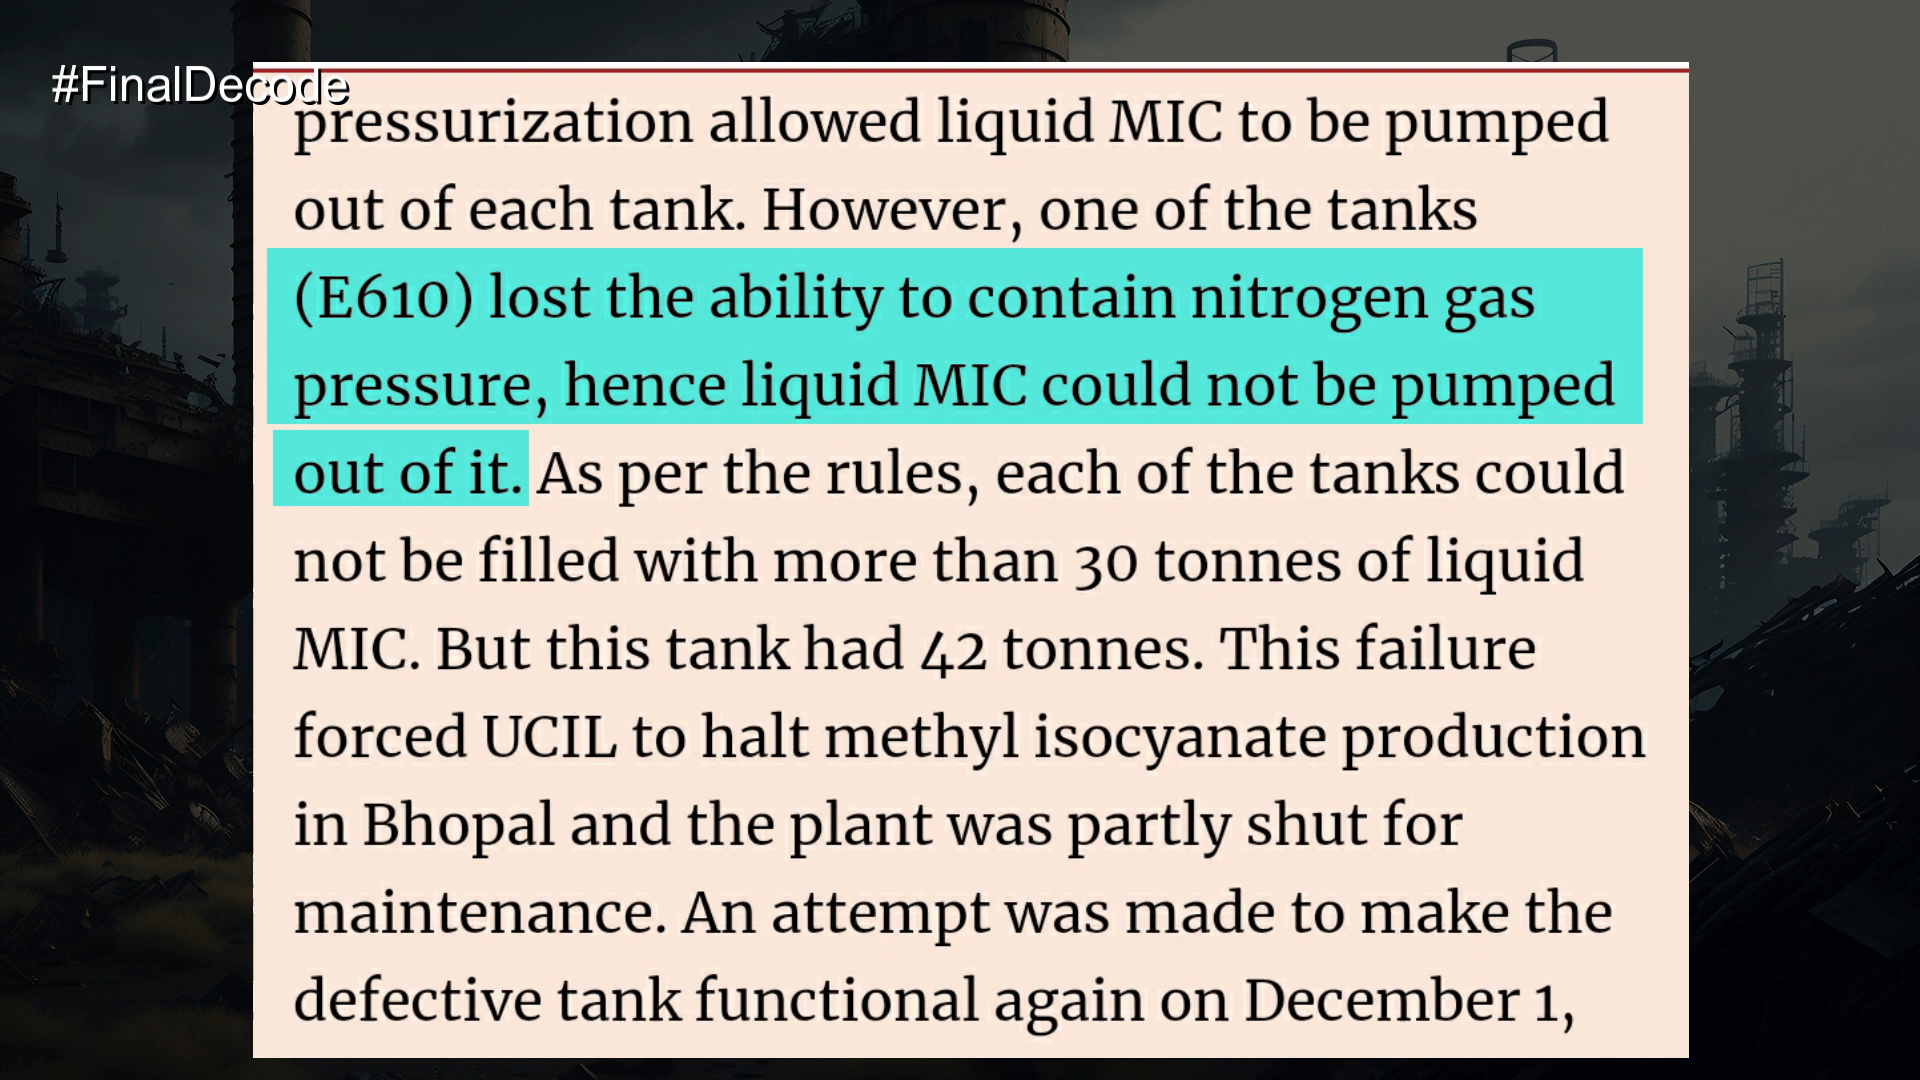 #FinalDecode
pressurization allowed liquid MIC to be pumped
out of each tank. However, one of the tanks
(E610) lost the ability to contain nitrogen gas
pressure, hence liquid MIC could not be pumped
out of it. As per the rules, each of the tanks could
not be filled with more than 30 tonnes of liquid
MIC. But this tank had 42 tonnes. This failure
forced UCIL to halt methyl isocyanate production
in Bhopal and the plant was partly shut for
maintenance. An attempt was made to make the
defective tank functional again on December 1,